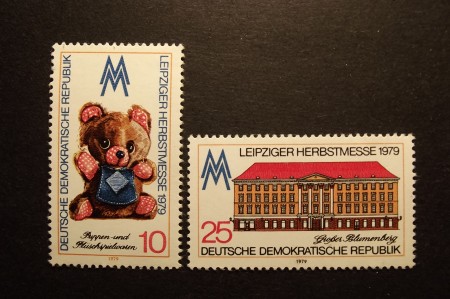 MM
DEUTSCHE DEMOKRATISCHE REPUBLIK
LEIPZIGER HERBSTMESSE 1979
Puppen- und
Plüschspielwaren
10
1979
LEIPZIGER HERBSTMESSE 1979
MM
25
Großer Blumenberg
DEUTSCHE DEMOKRATISCHE REPUBLIK
1979